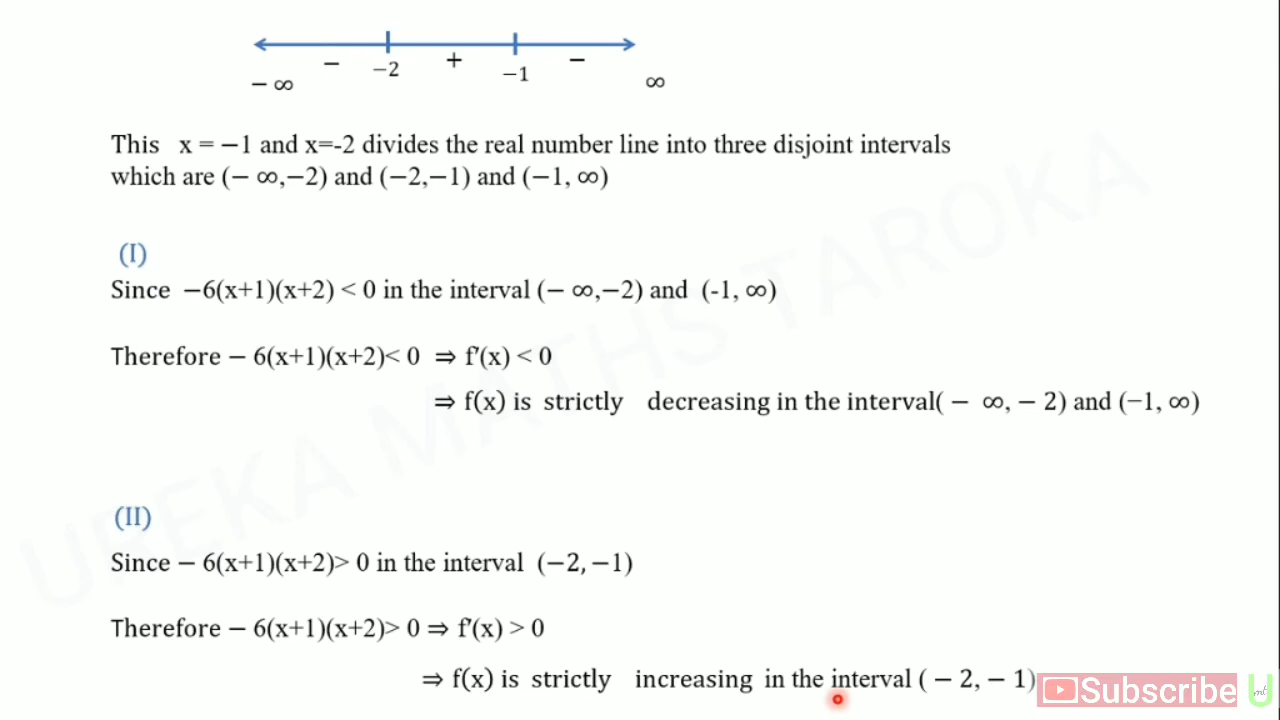 − −2 + −1 −
− ∞ ∞
This x = −1 and x=-2 divides the real number line into three disjoint intervals
which are (− ∞,−2) and (−2,−1) and (−1, ∞)
(I)
Since −6(x+1)(x+2) < 0 in the interval (− ∞,−2) and (-1, ∞)
Therefore − 6(x+1)(x+2)< 0 ⇒ f'(x) < 0
⇒ f(x) is strictly decreasing in the interval( − ∞, − 2) and (−1, ∞)
(II)
Since − 6(x+1)(x+2)> 0 in the interval (−2, −1)
Therefore − 6(x+1)(x+2)> 0 ⇒ f'(x) > 0
⇒ f(x) is strictly increasing in the interval ( − 2, − 1)
Subscribe U
UREKA MATHS TAROKA